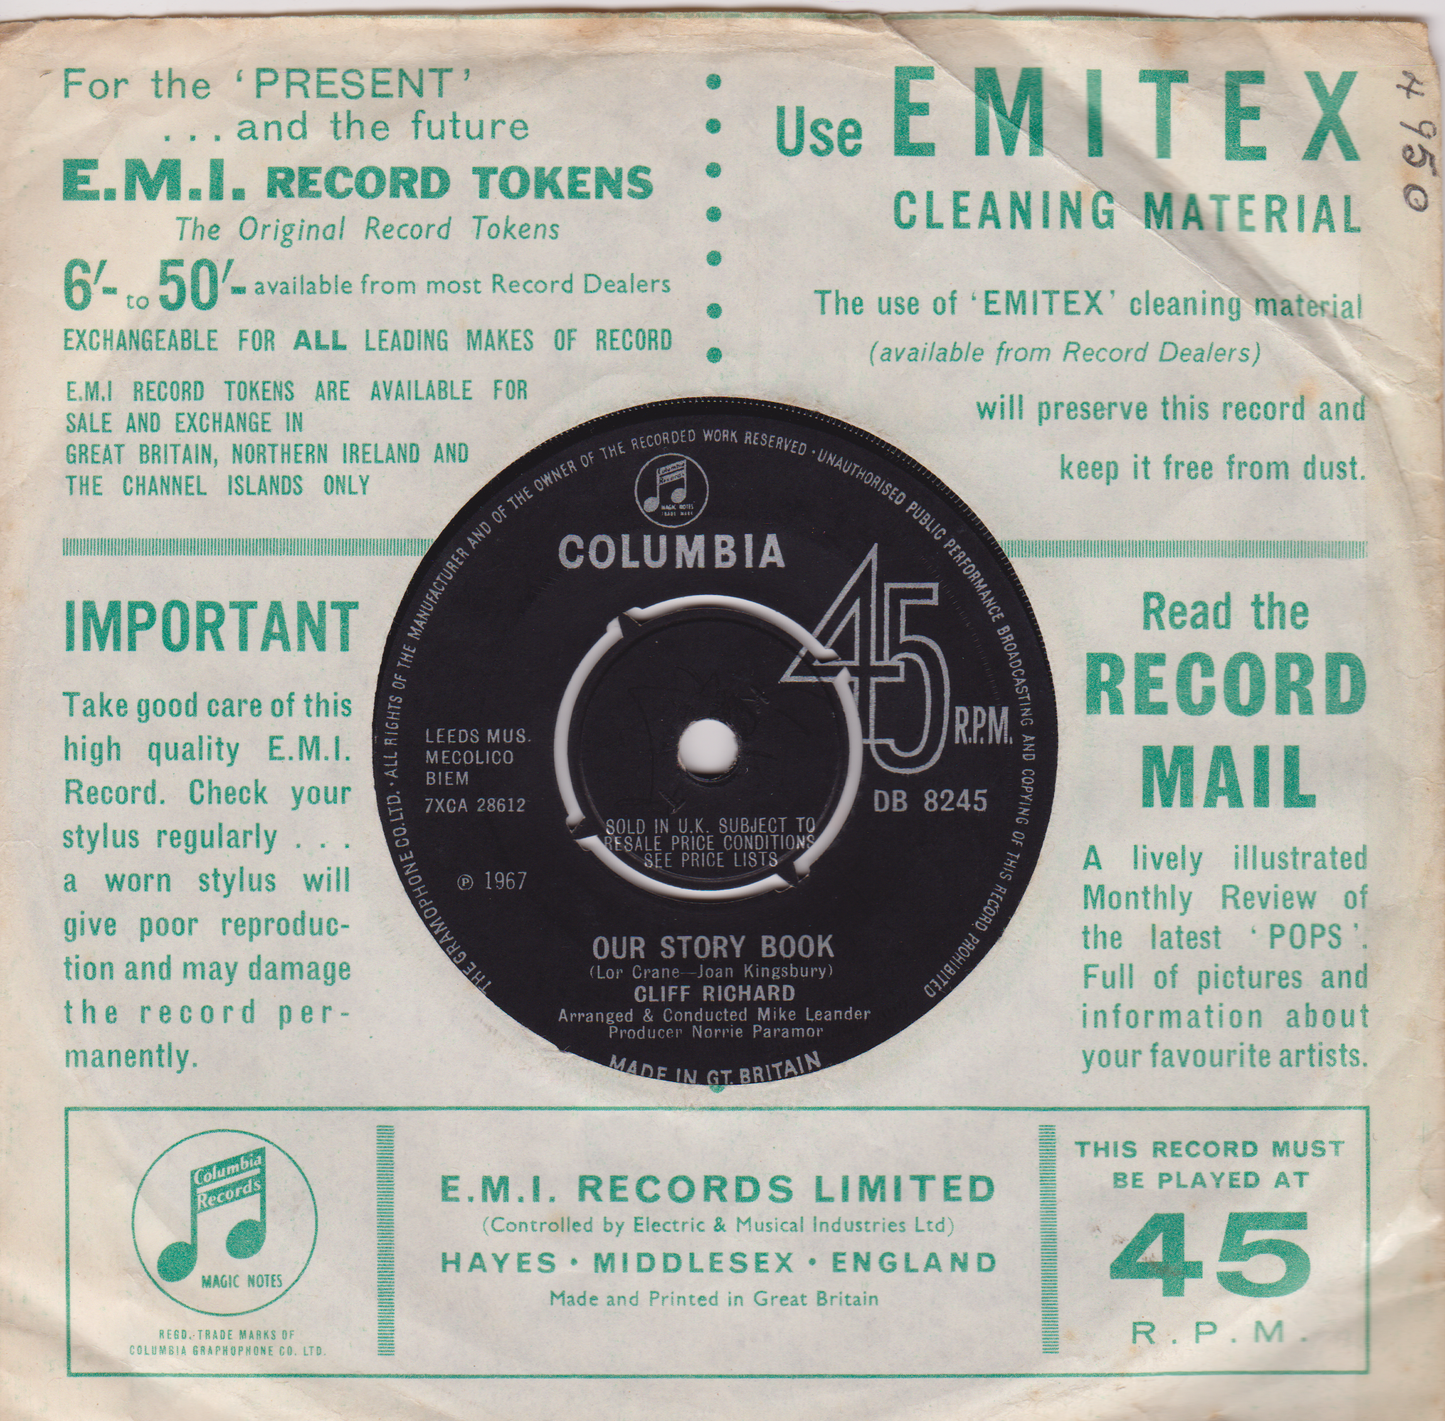 For the ‘PRESENT’
. . . and the future
E.M.I. RECORD TOKENS
The Original Record Tokens
6/- to 50/- available from most Record Dealers
EXCHANGEABLE FOR ALL LEADING MAKES OF RECORD
E.M.I RECORD TOKENS ARE AVAILABLE FOR
SALE AND EXCHANGE IN
GREAT BRITAIN, NORTHERN IRELAND AND
THE CHANNEL ISLANDS ONLY
Use EMITEX
CLEANING MATERIAL
The use of ‘EMITEX’ cleaning material
(available from Record Dealers)
will preserve this record and
keep it free from dust.
4950
IMPORTANT
Take good care of this
high quality E.M.I.
Record. Check your
stylus regularly . . .
a worn stylus will
give poor reproduc-
tion and may damage
the record per-
manently.
THE GRAMOPHONE CO. LTD. · ALL RIGHTS OF THE MANUFACTURER AND OF THE OWNER OF THE RECORDED WORK RESERVED · UNAUTHORISED PUBLIC PERFORMANCE BROADCASTING AND COPYING OF THIS RECORD PROHIBITED
Columbia
Records
MAGIC NOTES
TRADE MARK
COLUMBIA
45 R.P.M.
LEEDS MUS.
MECOLICO
BIEM
7XCA 28612
DB 8245
SOLD IN U.K. SUBJECT TO
RESALE PRICE CONDITIONS
SEE PRICE LISTS
℗ 1967
OUR STORY BOOK
(Lor Crane—Joan Kingsbury)
CLIFF RICHARD
Arranged & Conducted Mike Leander
Producer Norrie Paramor
MADE IN GT. BRITAIN
Read the
RECORD
MAIL
A lively illustrated
Monthly Review of
the latest ‘POPS’.
Full of pictures and
information about
your favourite artists.
Columbia
Records
MAGIC NOTES
REGD. TRADE MARKS OF
COLUMBIA GRAPHOPHONE CO. LTD.
E.M.I. RECORDS LIMITED
(Controlled by Electric & Musical Industries Ltd)
HAYES · MIDDLESEX · ENGLAND
Made and Printed in Great Britain
THIS RECORD MUST
BE PLAYED AT
45
R.P.M.